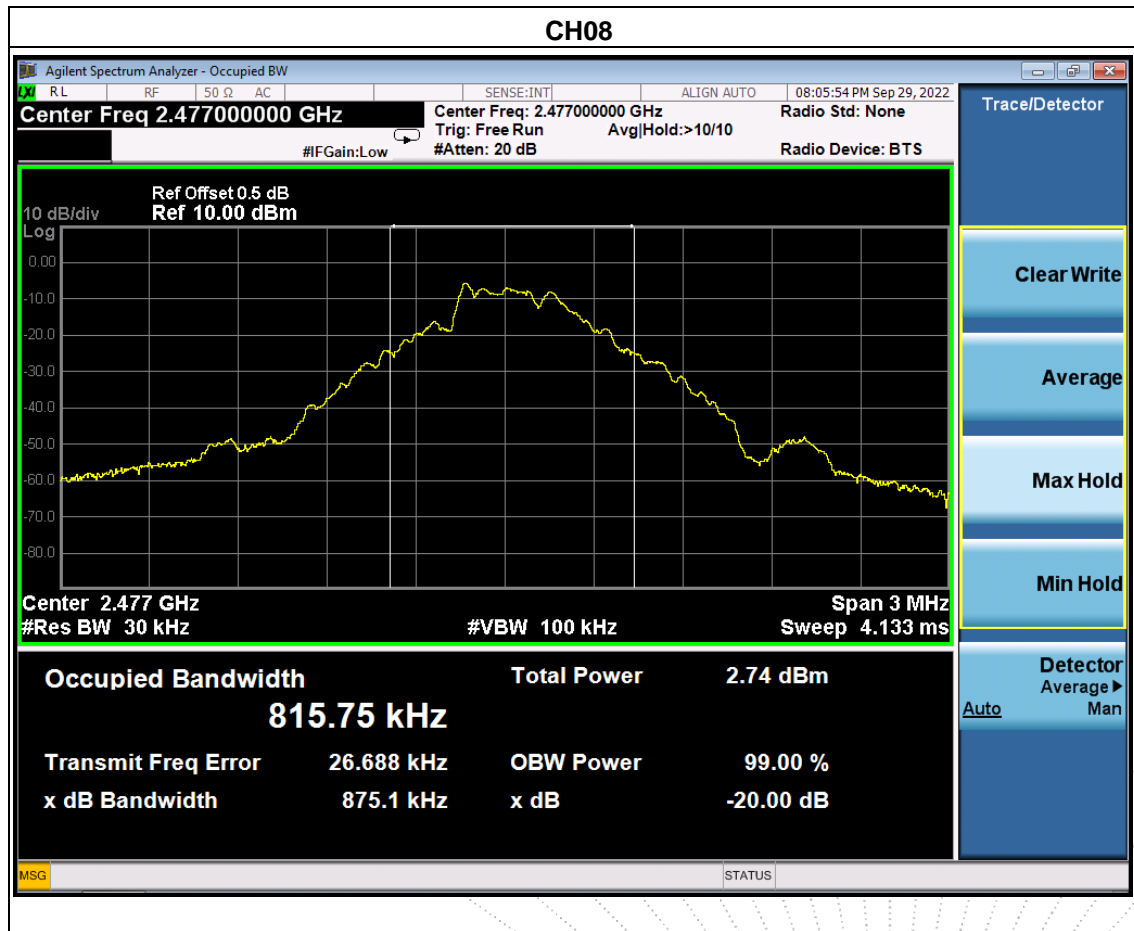 CH08
Agilent Spectrum Analyzer - Occupied BW
LXI RL RF 50 Ω AC SENSE:INT ALIGN AUTO 08:05:54 PM Sep 29, 2022
Center Freq 2.477000000 GHz
Center Freq: 2.477000000 GHz Radio Std: None
Trig: Free Run Avg|Hold:>10/10
#IFGain:Low #Atten: 20 dB Radio Device: BTS
Trace/Detector
Ref Offset 0.5 dB
10 dB/div Ref 10.00 dBm
Log
0.00
-10.0
-20.0
-30.0
-40.0
-50.0
-60.0
-70.0
-80.0
Center 2.477 GHz Span 3 MHz
#Res BW 30 kHz #VBW 100 kHz Sweep 4.133 ms
Occupied Bandwidth Total Power 2.74 dBm
815.75 kHz
Transmit Freq Error 26.688 kHz OBW Power 99.00 %
x dB Bandwidth 875.1 kHz x dB -20.00 dB
Clear Write
Average
Max Hold
Min Hold
Detector
Average▶
Auto Man
MSG STATUS